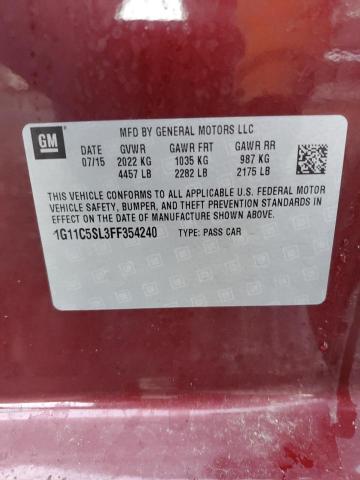 GM
MFD BY GENERAL MOTORS LLC
DATE GVWR GAWR FRT GAWR RR
07/15 2022 KG 1035 KG 987 KG
4457 LB 2282 LB 2175 LB
THIS VEHICLE CONFORMS TO ALL APPLICABLE U.S. FEDERAL MOTOR
VEHICLE SAFETY, BUMPER, AND THEFT PREVENTION STANDARDS IN
EFFECT ON THE DATE OF MANUFACTURE SHOWN ABOVE.
1G11C5SL3FF354240 TYPE: PASS CAR